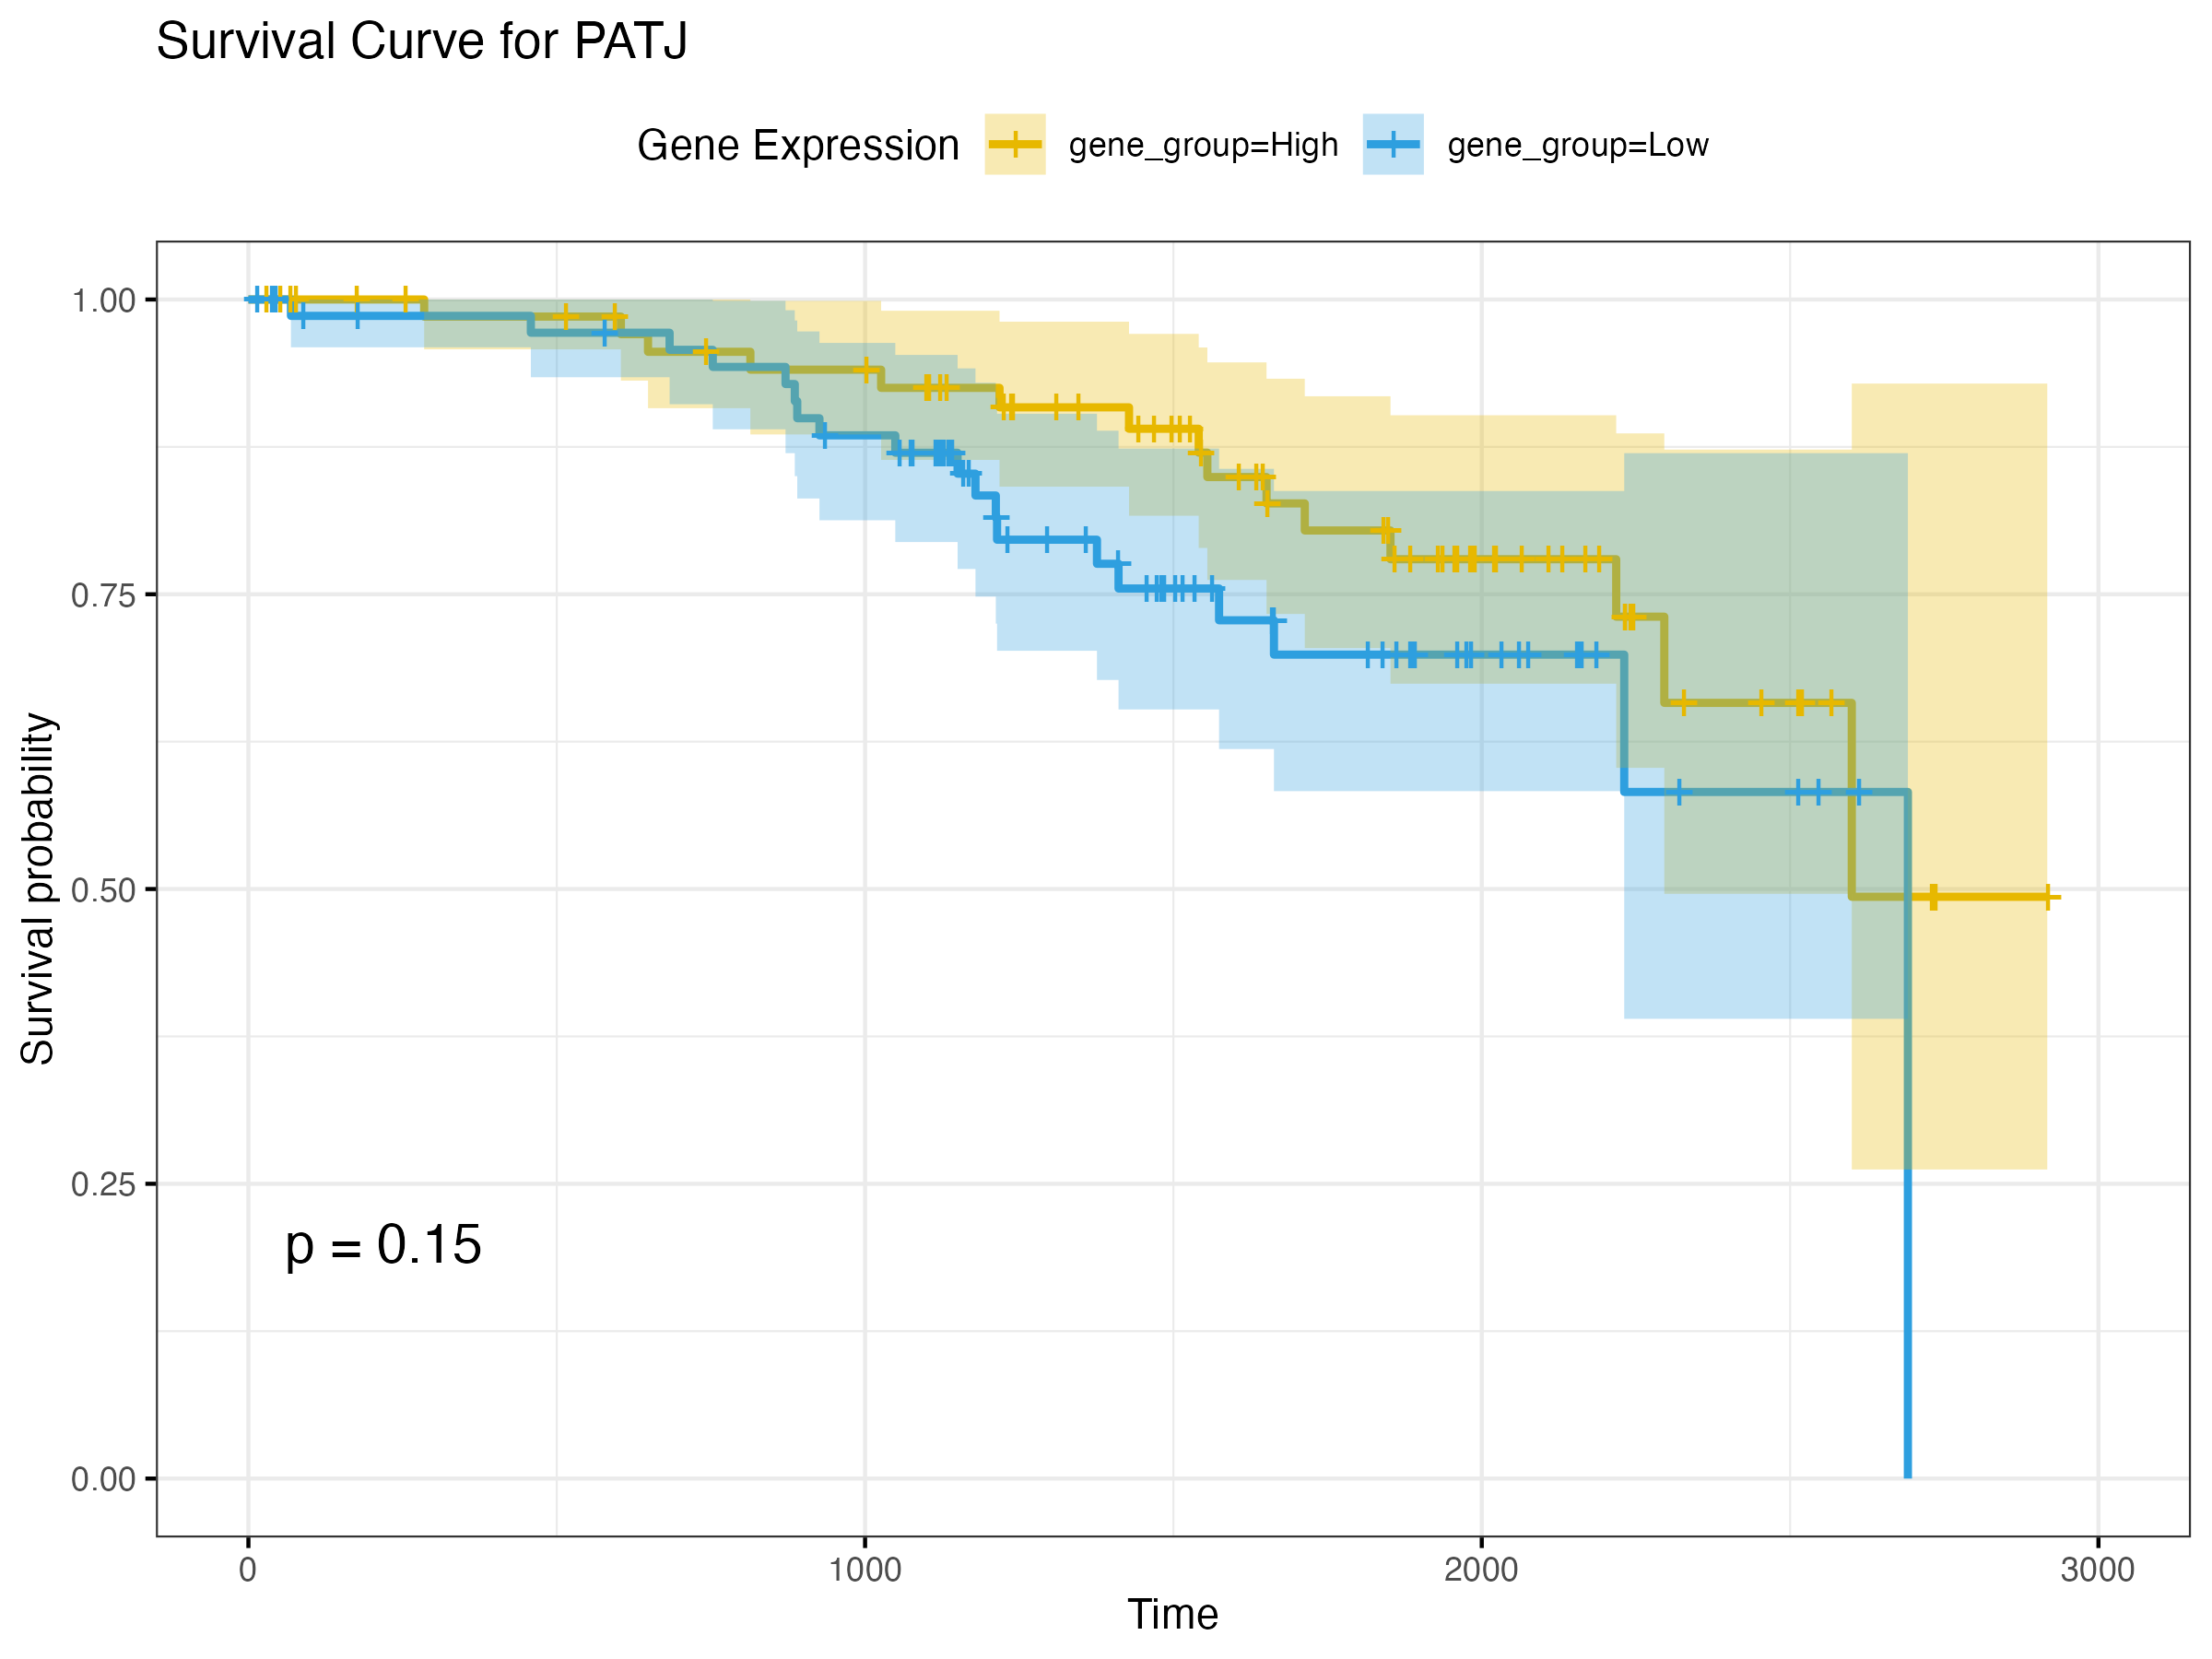 Survival Curve for PATJ
Gene Expression gene_group=High gene_group=Low
1.00
0.75
0.50
0.25
0.00
Survival probability
p = 0.15
0 1000 2000 3000
Time